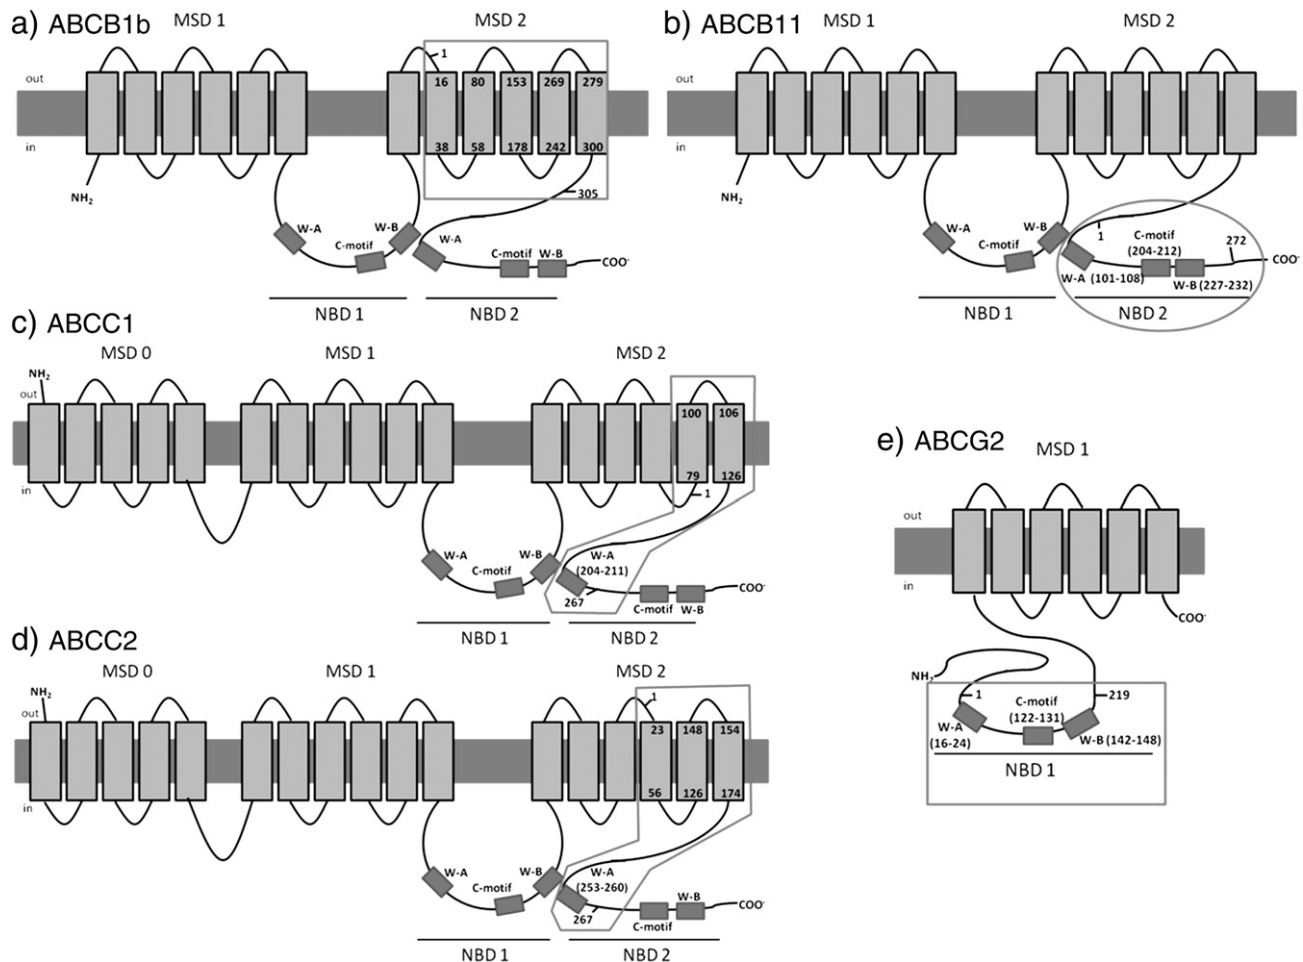 a) ABCB1b
MSD 1
MSD 2
out
in
1
16 80 153 269 279
38 58 178 242 300
305
NH2
W-A
C-motif
W-B
W-A
C-motif W-B
COO-
NBD 1
NBD 2
b) ABCB11
MSD 1
MSD 2
out
in
NH2
W-A
C-motif
W-B
1
C-motif
(204-212)
272
COO-
W-A (101-108)
W-B (227-232)
NBD 1
NBD 2
c) ABCC1
MSD 0
MSD 1
MSD 2
NH2
out
in
100 106
79 126
1
W-A
C-motif
W-B
W-A
(204-211)
267
C-motif W-B
COO-
NBD 1
NBD 2
d) ABCC2
MSD 0
MSD 1
MSD 2
NH2
out
in
1
23 148 154
56 126 174
W-A
C-motif
W-B
W-A
(253-260)
267
W-B
C-motif
COO-
NBD 1
NBD 2
e) ABCG2
MSD 1
out
in
COO-
NH2
1
219
C-motif
(122-131)
W-A
(16-24)
W-B (142-148)
NBD 1